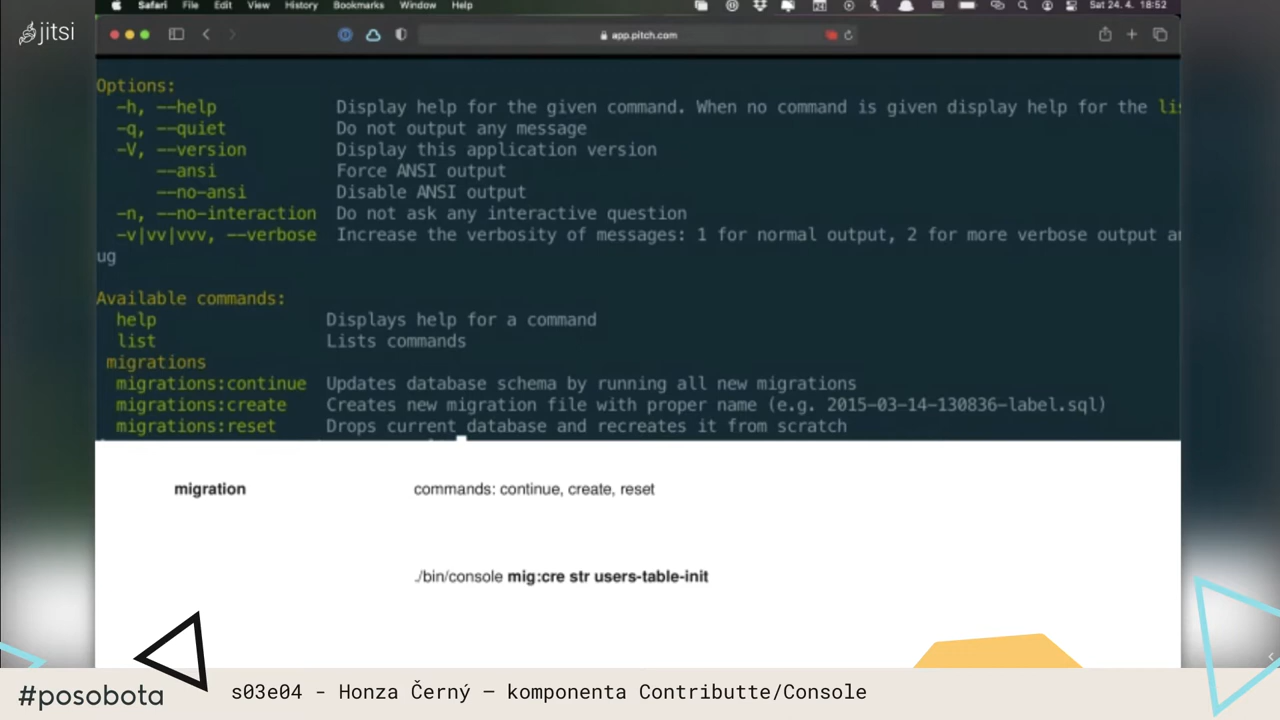 Safari File Edit View History Bookmarks Window Help Sat 24. 4. 18:52
jitsi
app.pitch.com
Options:
-h, --help Display help for the given command. When no command is given display help for the lis
-q, --quiet Do not output any message
-V, --version Display this application version
--ansi Force ANSI output
--no-ansi Disable ANSI output
-n, --no-interaction Do not ask any interactive question
-v|vv|vvv, --verbose Increase the verbosity of messages: 1 for normal output, 2 for more verbose output an
ug
Available commands:
help Displays help for a command
list Lists commands
migrations
migrations:continue Updates database schema by running all new migrations
migrations:create Creates new migration file with proper name (e.g. 2015-03-14-130836-label.sql)
migrations:reset Drops current database and recreates it from scratch
migration commands: continue, create, reset
./bin/console mig:cre str users-table-init
#posobota s03e04 - Honza Černý – komponenta Contributte/Console